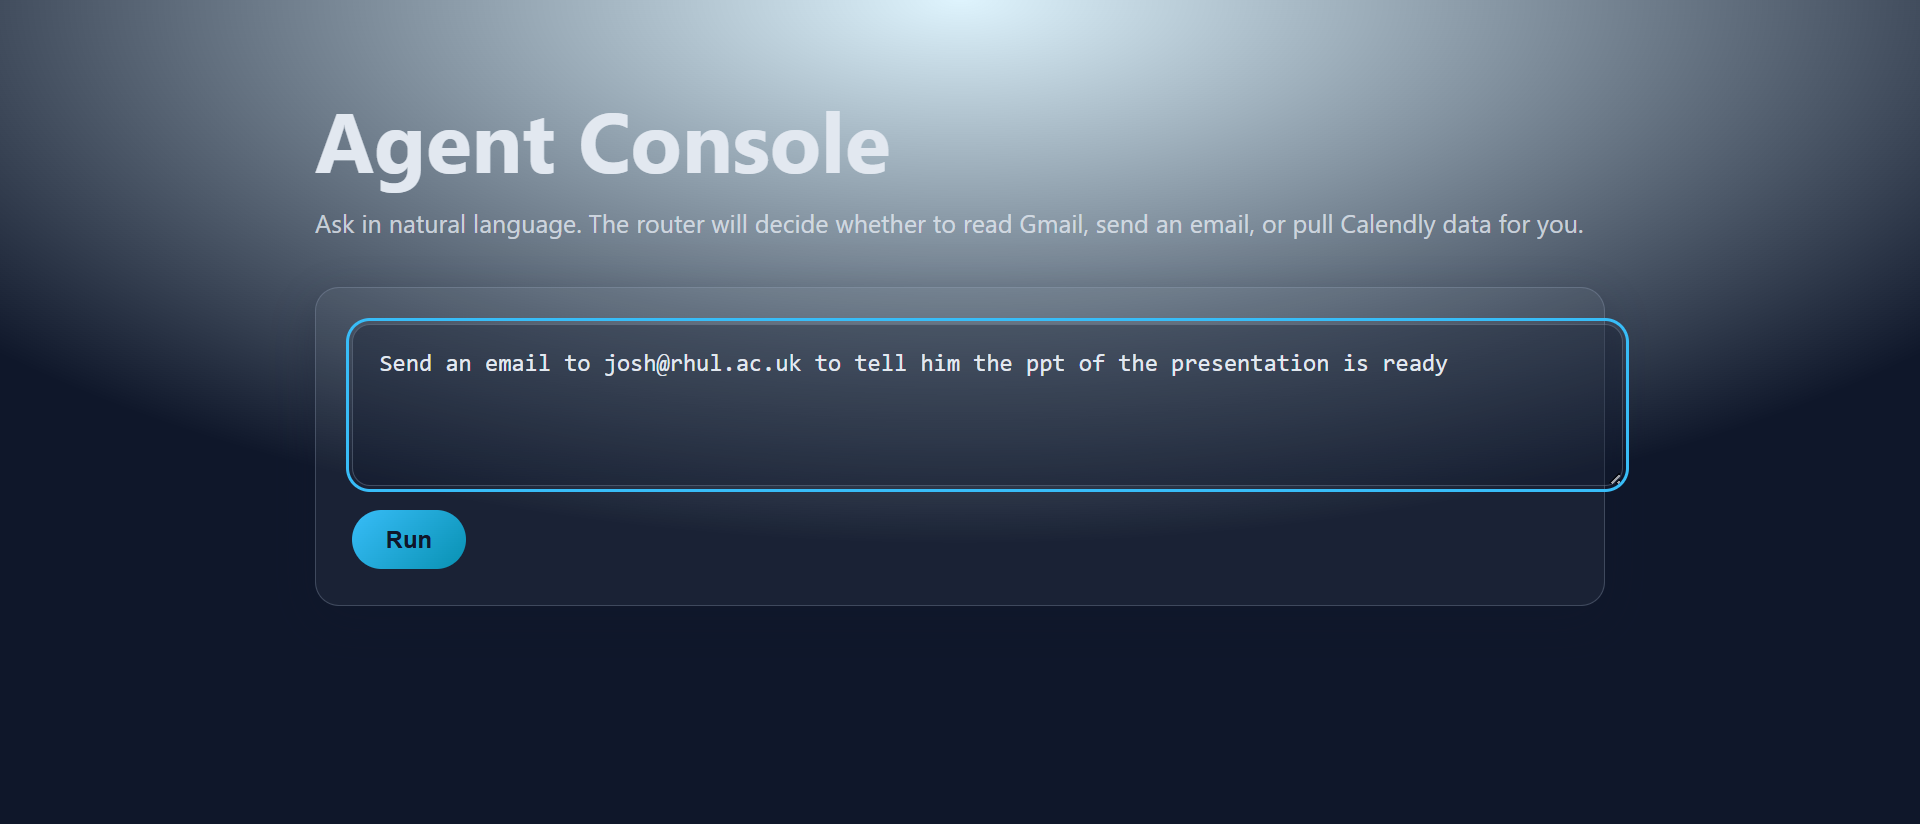 Agent Console
Ask in natural language. The router will decide whether to read Gmail, send an email, or pull Calendly data for you.
Send an email to josh@rhul.ac.uk to tell him the ppt of the presentation is ready
Run